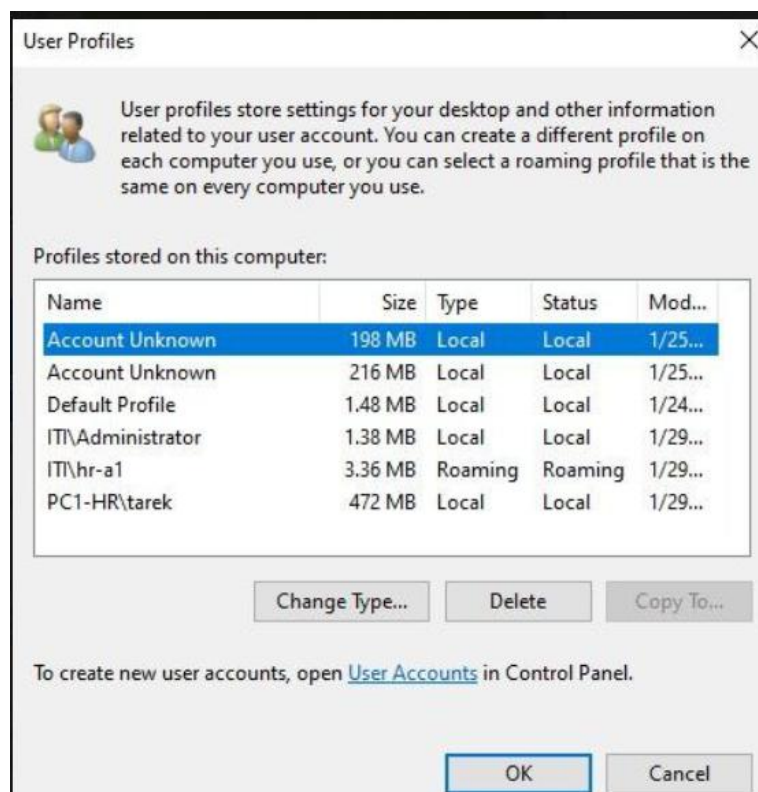 User Profiles
User profiles store settings for your desktop and other information
related to your user account. You can create a different profile on
each computer you use, or you can select a roaming profile that is the
same on every computer you use.
Profiles stored on this computer:
Name Size Type Status Mod...
Account Unknown 198 MB Local Local 1/25...
Account Unknown 216 MB Local Local 1/25...
Default Profile 1.48 MB Local Local 1/24...
ITI\Administrator 1.38 MB Local Local 1/29...
ITI\hr-a1 3.36 MB Roaming Roaming 1/29...
PC1-HR\tarek 472 MB Local Local 1/29...
Change Type... Delete Copy To...
To create new user accounts, open User Accounts in Control Panel.
OK Cancel